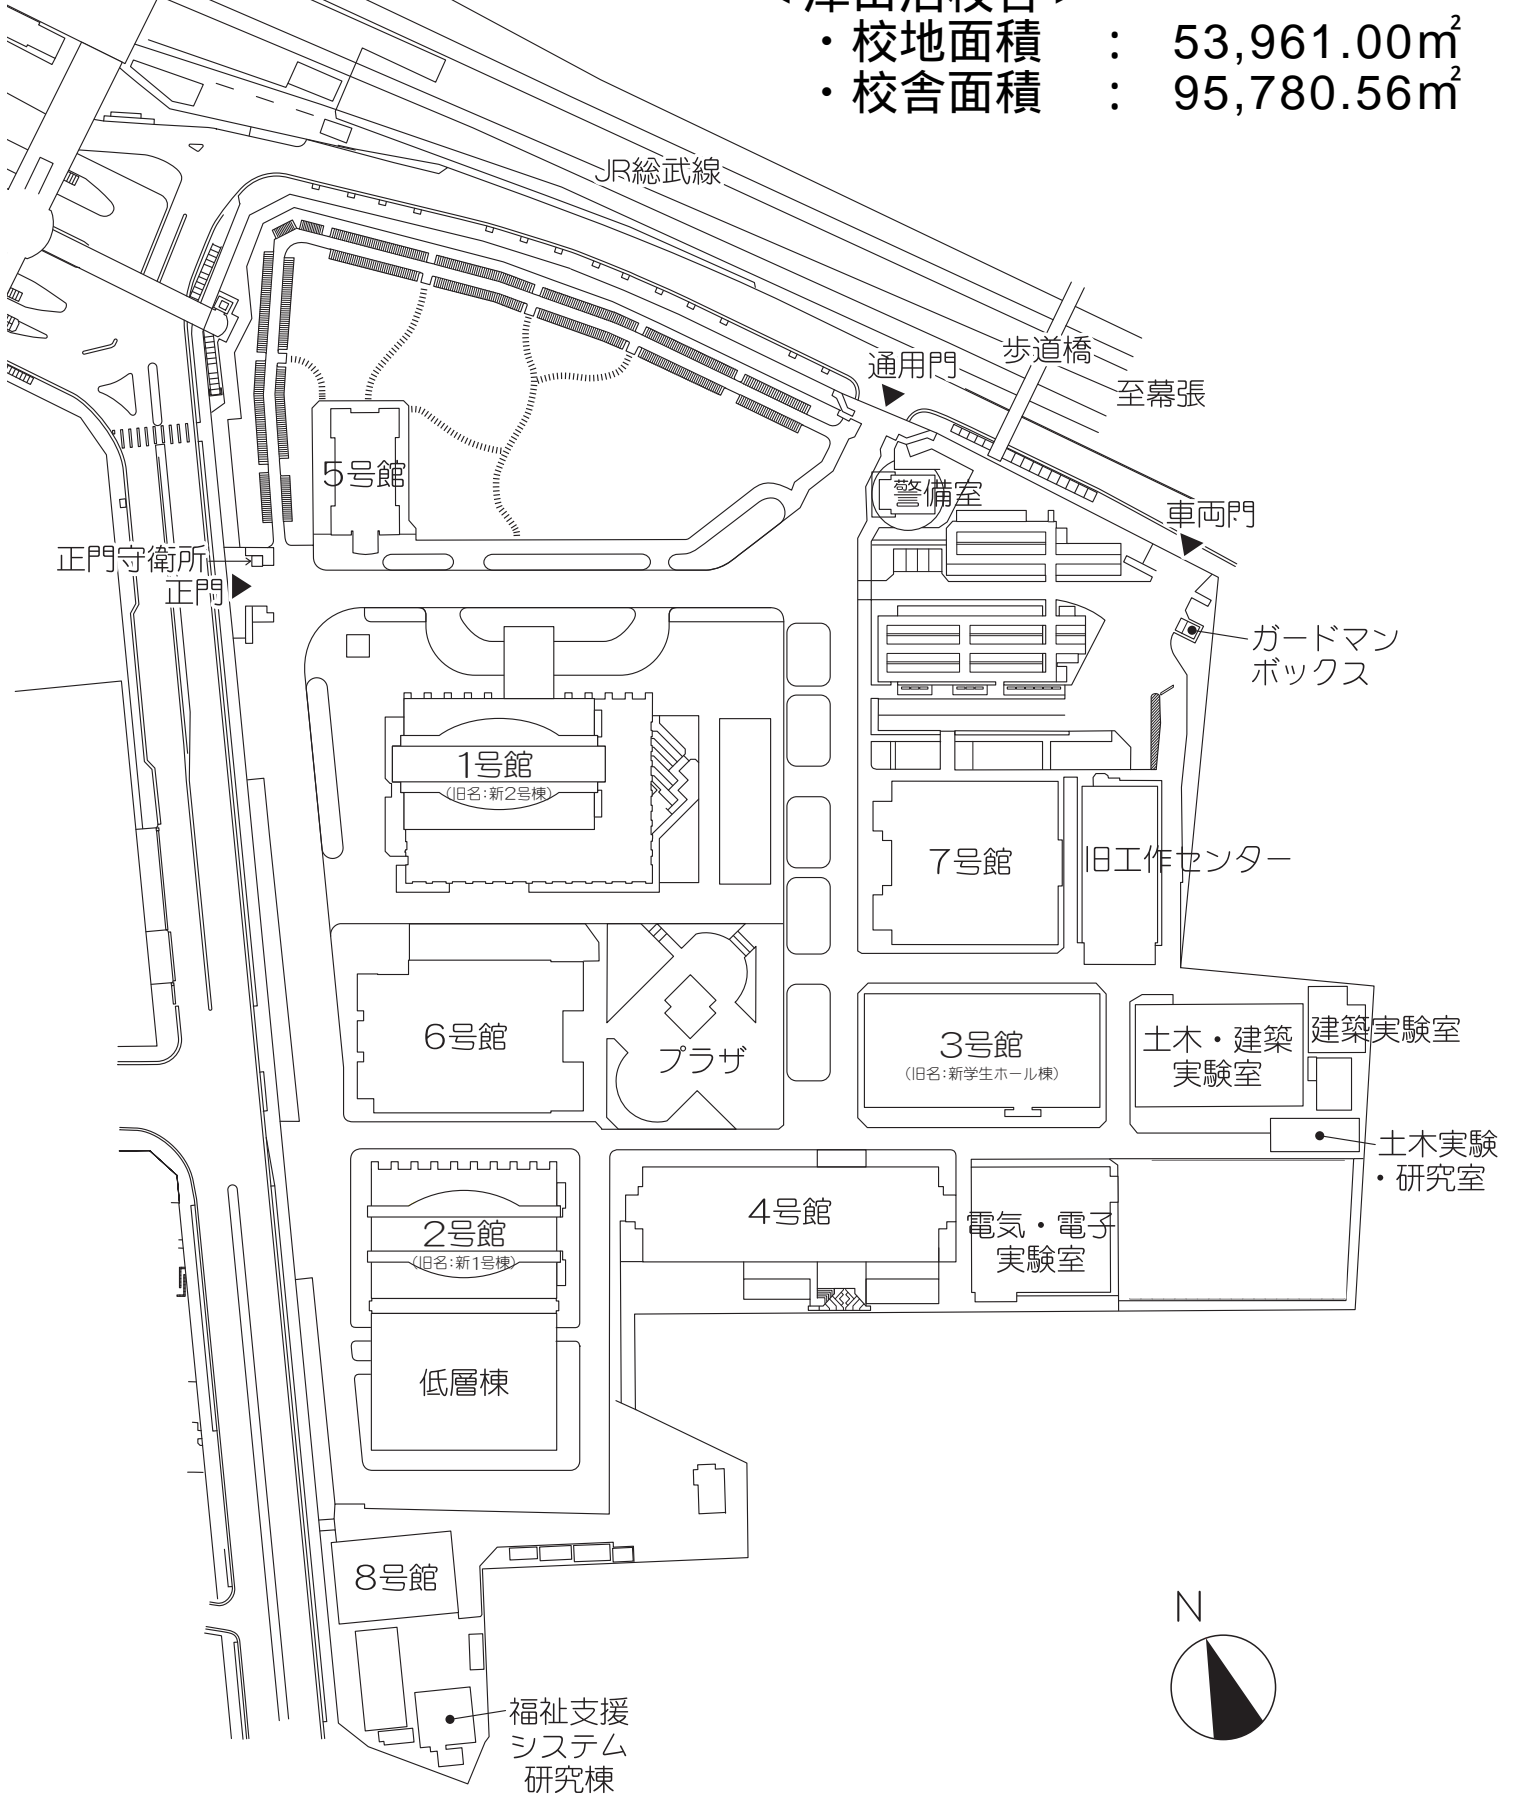 ・校地面積 : 53,961.00㎡
・校舎面積 : 95,780.56㎡
JR総武線
歩道橋
通用門
至幕張
5号館
警備室
車両門
正門守衛所
正門
ガードマン
ボックス
1号館
(旧名:新2号棟)
7号館
旧工作センター
6号館
プラザ
3号館
(旧名:新学生ホール棟)
土木・建築
実験室
建築実験室
土木実験
・研究室
2号館
(旧名:新1号棟)
4号館
電気・電子
実験室
低層棟
8号館
N
福祉支援
システム
研究棟